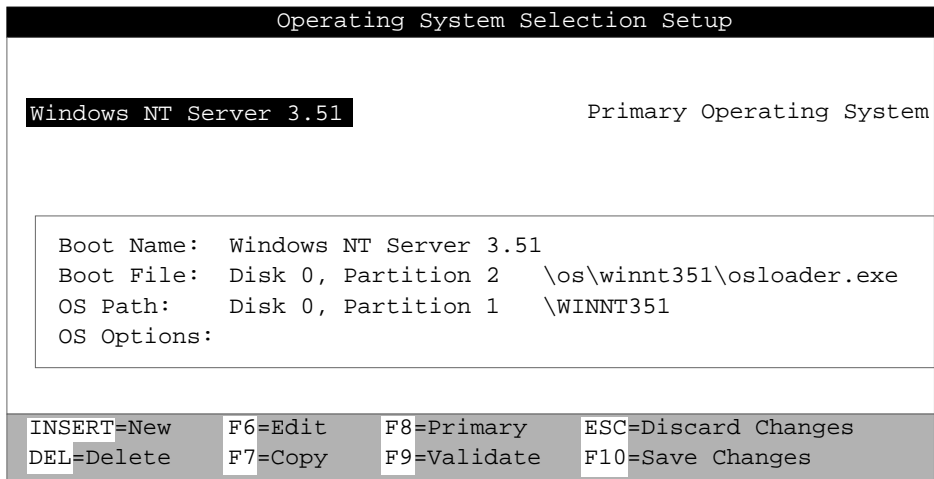 Operating System Selection Setup
Windows NT Server 3.51 Primary Operating System
Boot Name: Windows NT Server 3.51
Boot File: Disk 0, Partition 2 \os\winnt351\osloader.exe
OS Path: Disk 0, Partition 1 \WINNT351
OS Options:
INSERT=New F6=Edit F8=Primary ESC=Discard Changes
DEL=Delete F7=Copy F9=Validate F10=Save Changes